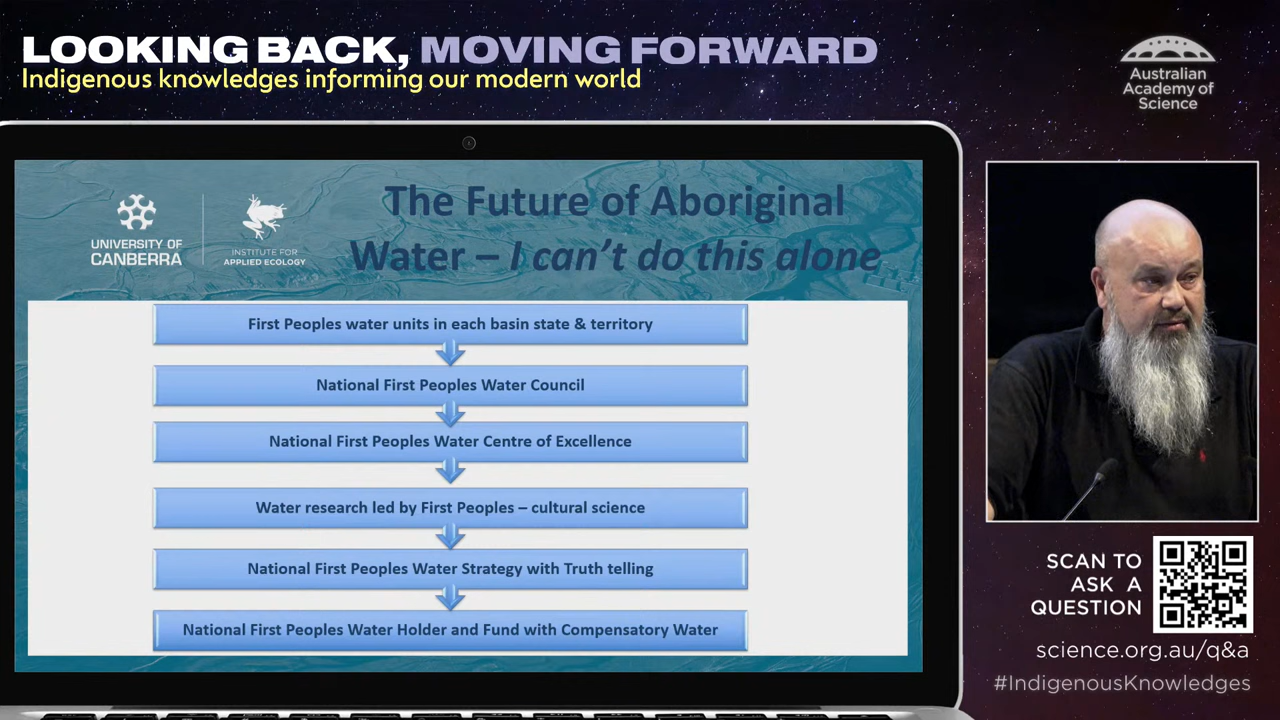 LOOKING BACK, MOVING FORWARD
Indigenous knowledges informing our modern world
Australian
Academy of
Science
UNIVERSITY OF
CANBERRA
INSTITUTE FOR
APPLIED ECOLOGY
The Future of Aboriginal
Water – I can't do this alone
First Peoples water units in each basin state & territory
National First Peoples Water Council
National First Peoples Water Centre of Excellence
Water research led by First Peoples – cultural science
National First Peoples Water Strategy with Truth telling
National First Peoples Water Holder and Fund with Compensatory Water
SCAN TO
ASK A
QUESTION
science.org.au/q&a
#IndigenousKnowledges